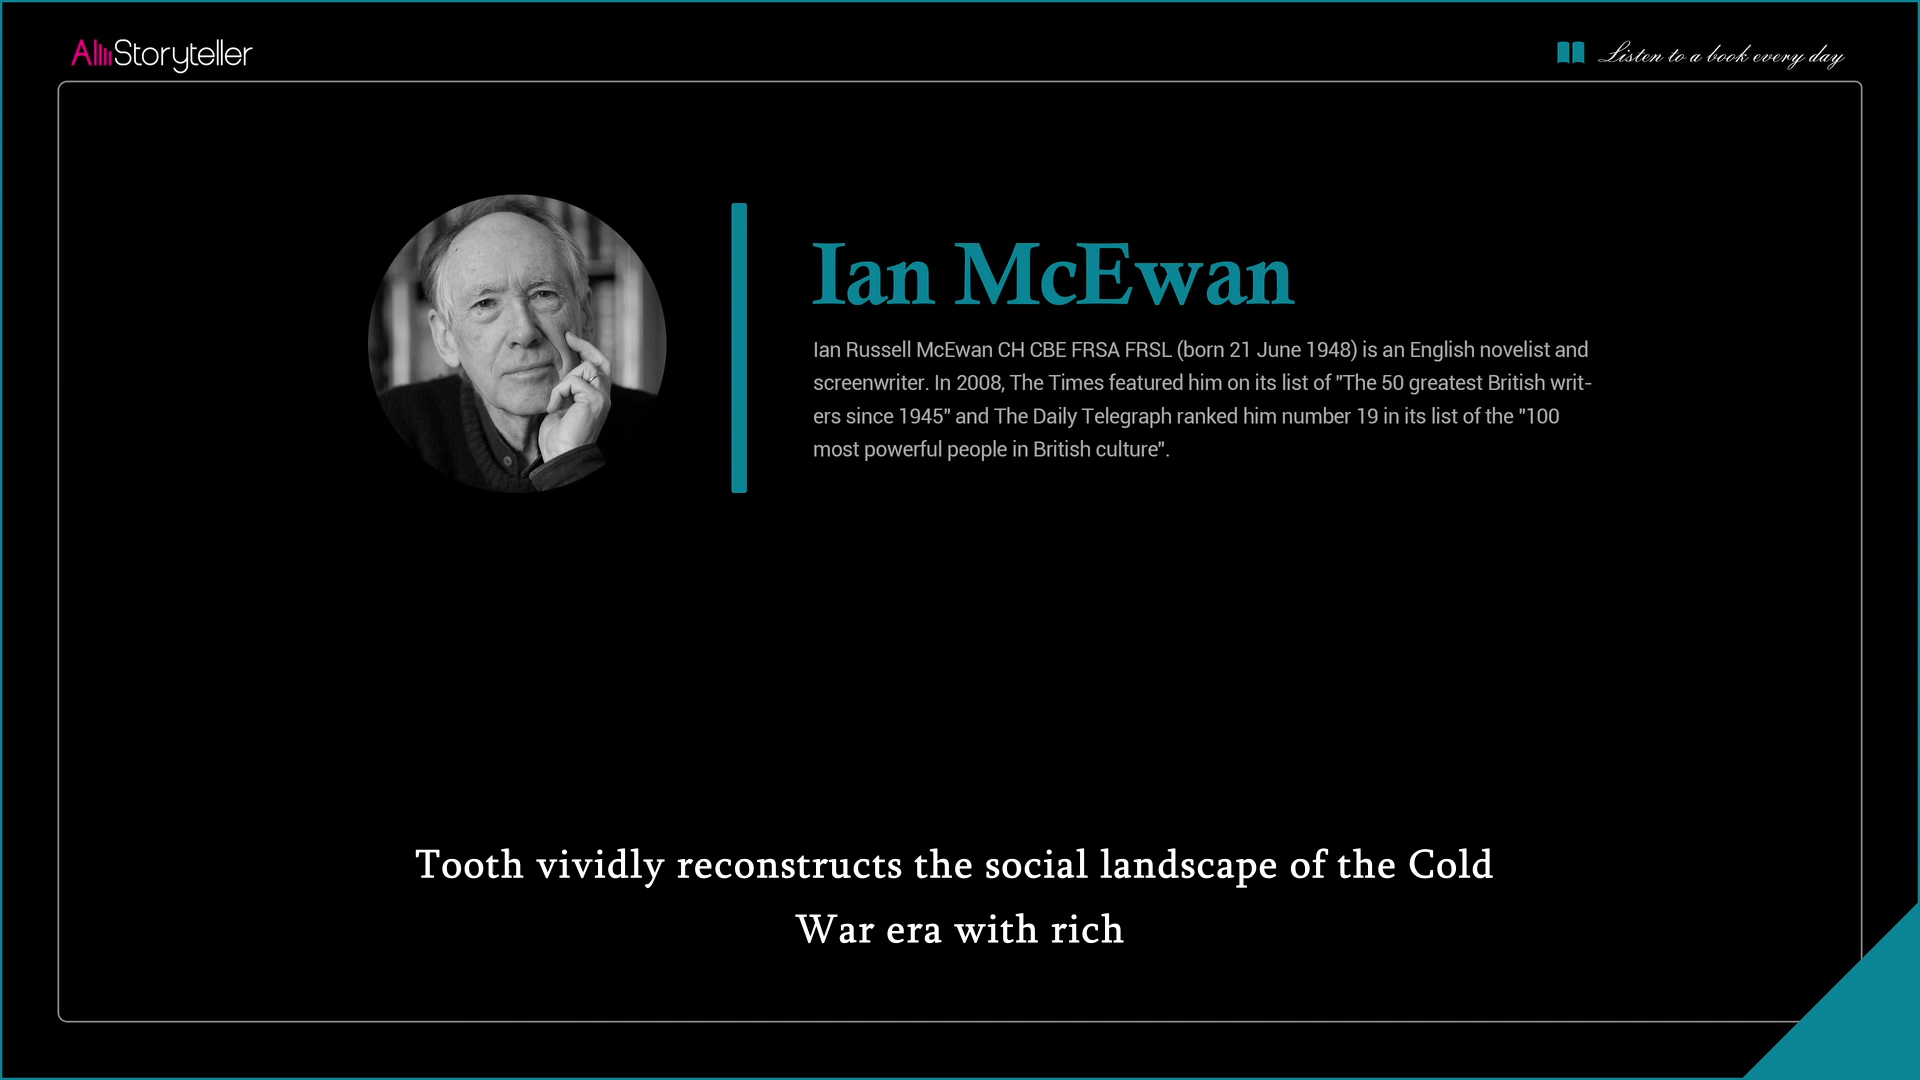 AllStoryteller
Listen to a book every day
Ian McEwan
Ian Russell McEwan CH CBE FRSA FRSL (born 21 June 1948) is an English novelist and
screenwriter. In 2008, The Times featured him on its list of "The 50 greatest British writ-
ers since 1945" and The Daily Telegraph ranked him number 19 in its list of the "100
most powerful people in British culture".
Tooth vividly reconstructs the social landscape of the Cold
War era with rich